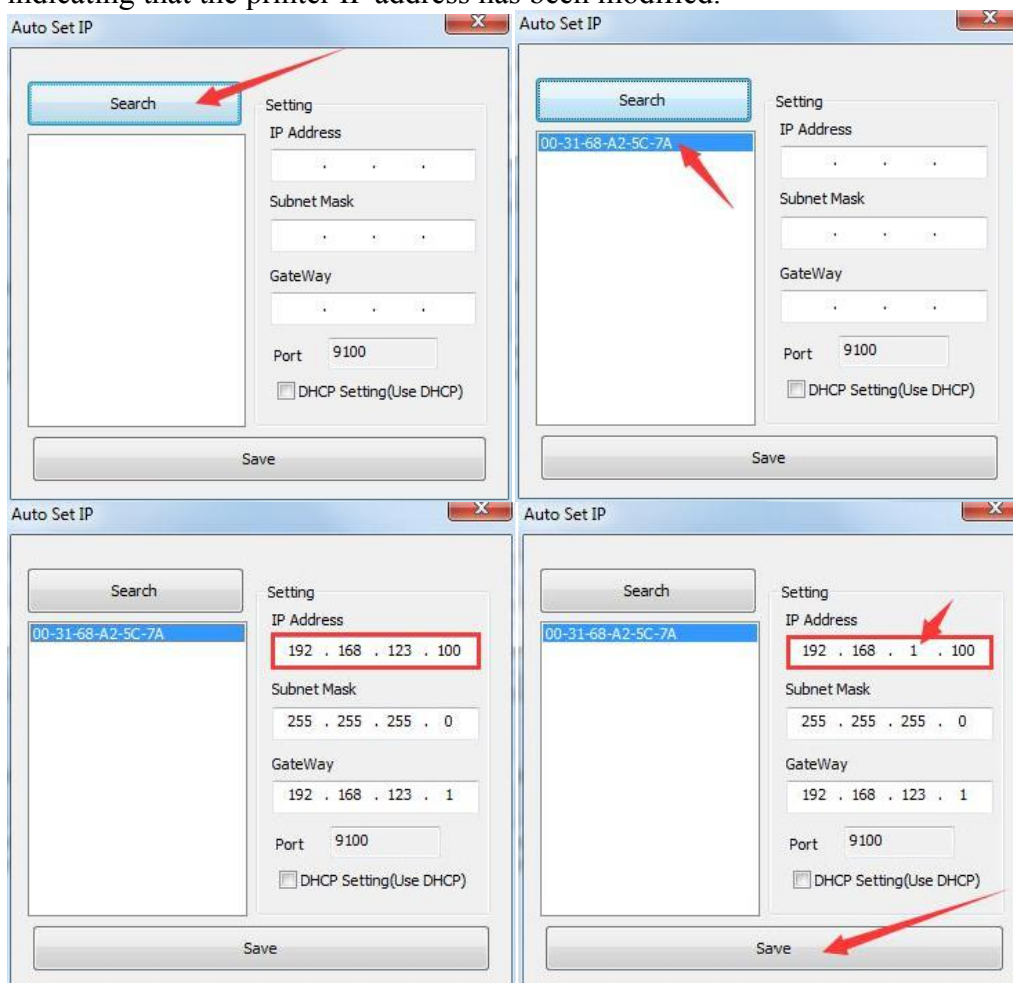 indicating that the printer IP address has been modified.
Auto Set IP
Search
Setting
IP Address
. . .
Subnet Mask
. . .
GateWay
. . .
Port 9100
DHCP Setting(Use DHCP)
Save
Auto Set IP
Search
00-31-68-A2-5C-7A
Setting
IP Address
. . .
Subnet Mask
. . .
GateWay
. . .
Port 9100
DHCP Setting(Use DHCP)
Save
Auto Set IP
Search
00-31-68-A2-5C-7A
Setting
IP Address
192 . 168 . 123 . 100
Subnet Mask
255 . 255 . 255 . 0
GateWay
192 . 168 . 123 . 1
Port 9100
DHCP Setting(Use DHCP)
Save
Auto Set IP
Search
00-31-68-A2-5C-7A
Setting
IP Address
192 . 168 . 1 . 100
Subnet Mask
255 . 255 . 255 . 0
GateWay
192 . 168 . 123 . 1
Port 9100
DHCP Setting(Use DHCP)
Save